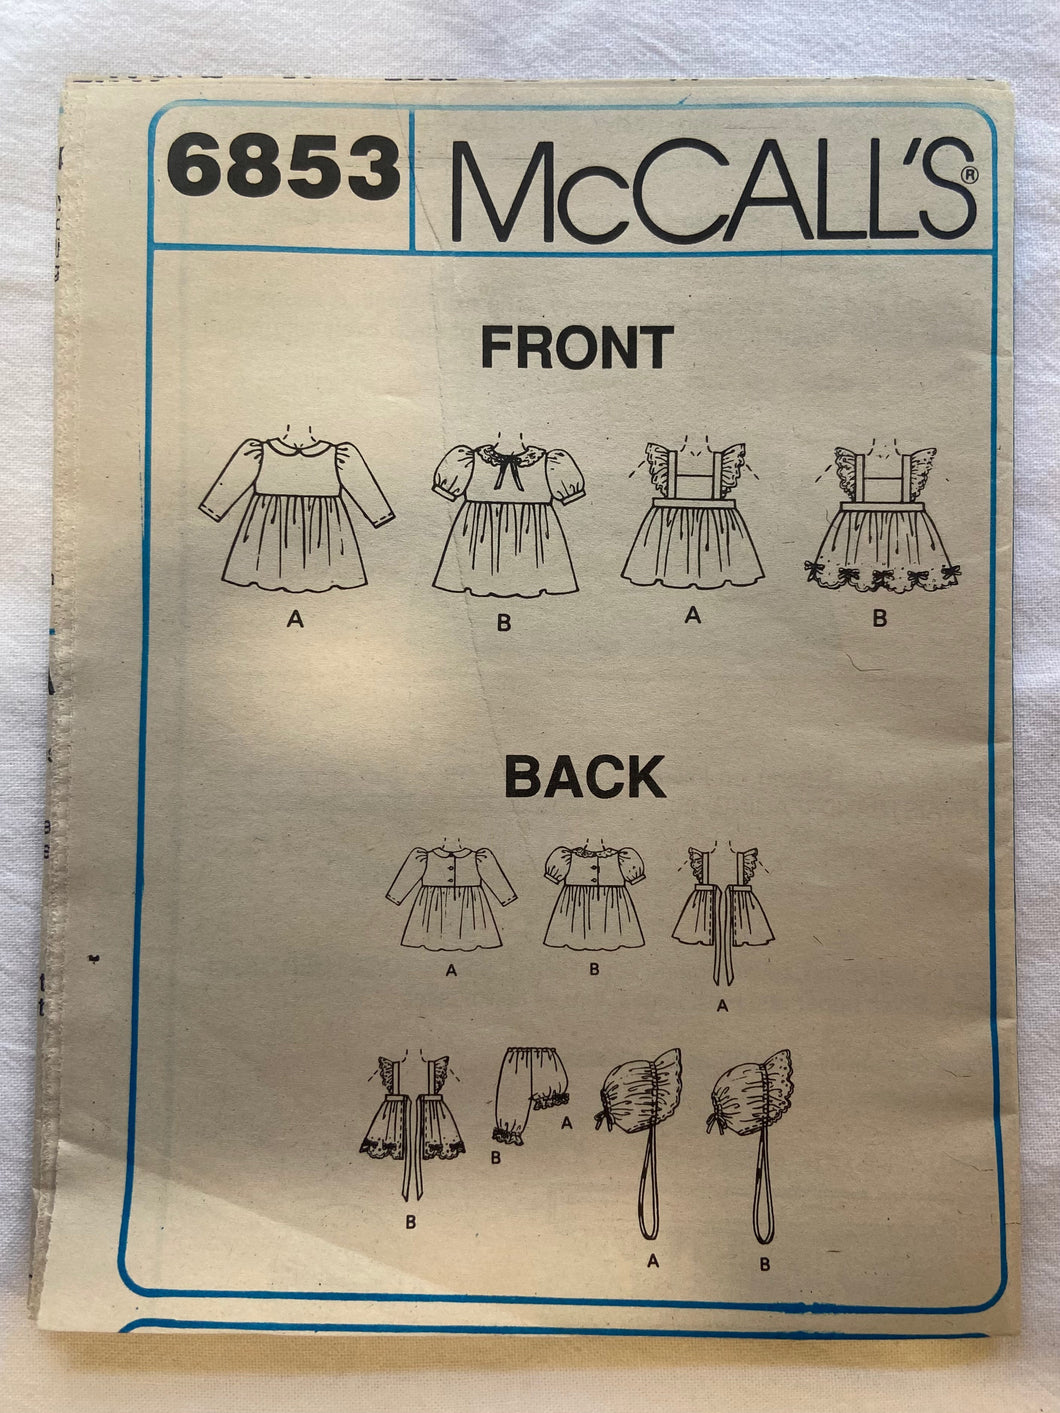 6853 McCALL'S®
FRONT
A B A B
BACK
A B A
B B A A B